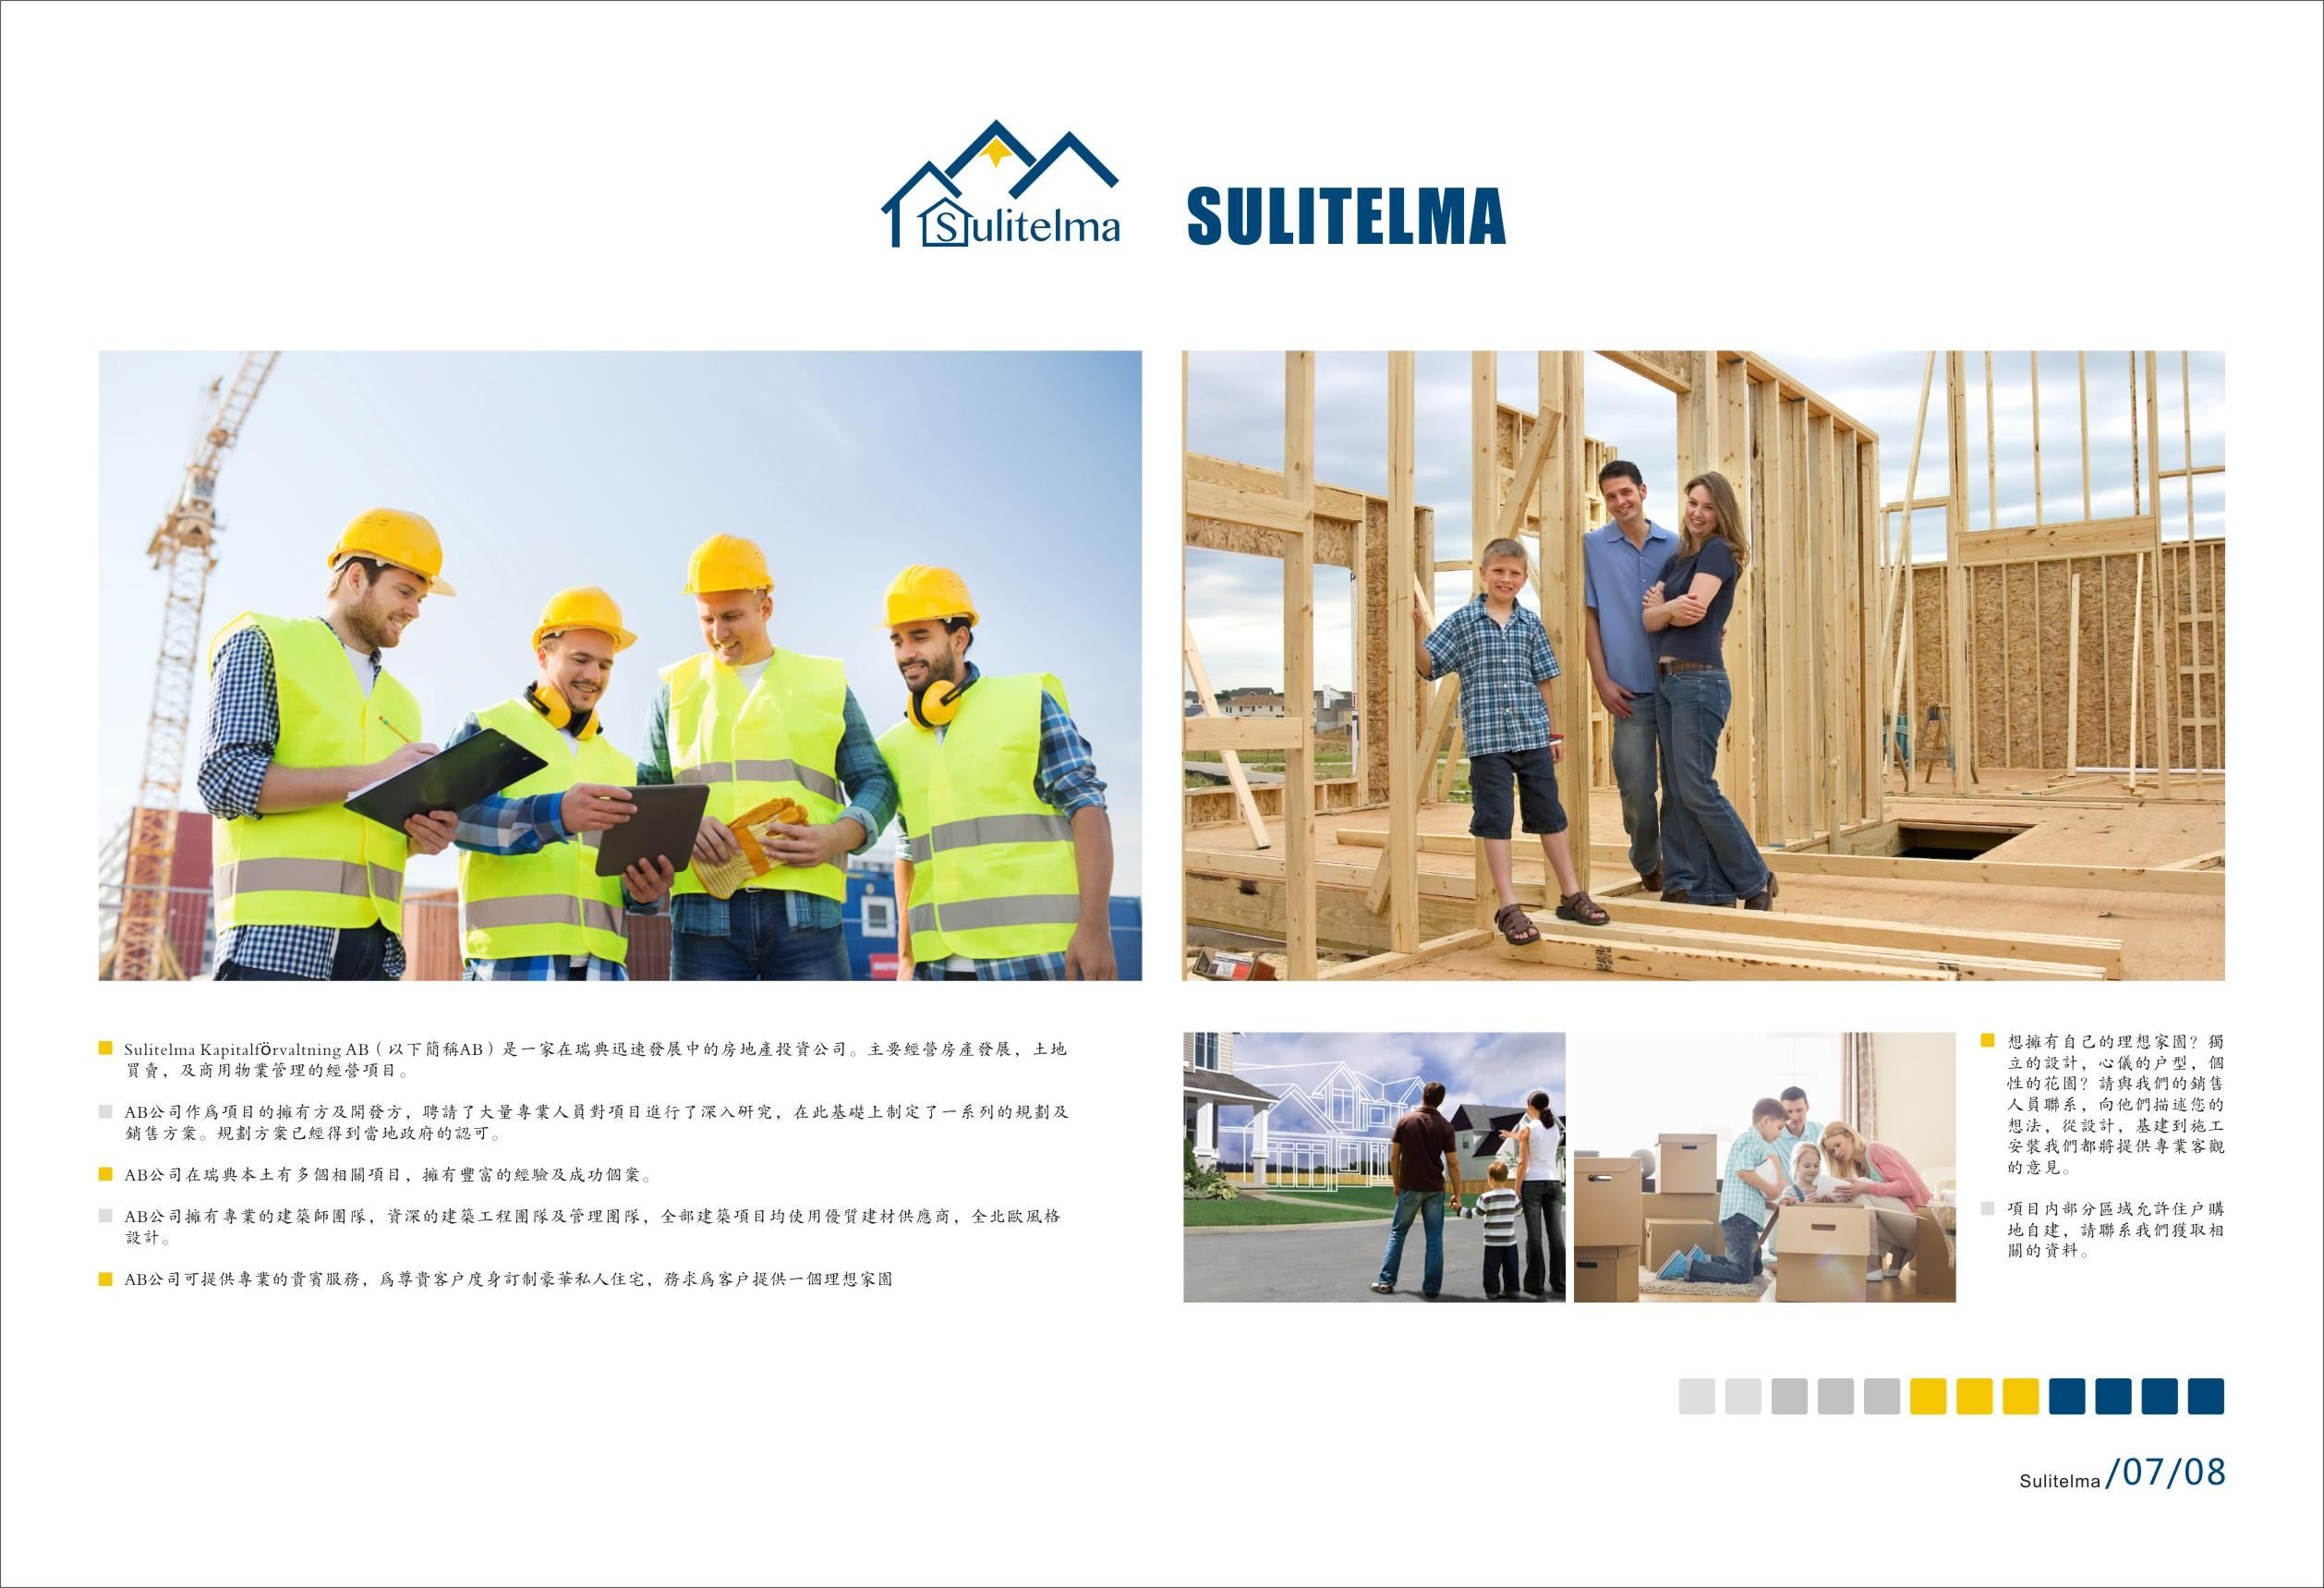 Sulitelma
SULITELMA
Sulitelma Kapitalförvaltning AB（以下簡稱AB）是一家在瑞典迅速發展中的房地產投資公司。主要經營房產發展，土地
買賣，及商用物業管理的經營項目。
AB公司作爲項目的擁有方及開發方，聘請了大量專業人員對項目進行了深入研究，在此基礎上制定了一系列的規劃及
銷售方案。規劃方案已經得到當地政府的認可。
AB公司在瑞典本土有多個相關項目，擁有豐富的經驗及成功個案。
AB公司擁有專業的建築師團隊，資深的建築工程團隊及管理團隊，全部建築項目均使用優質建材供應商，全北歐風格
設計。
AB公司可提供專業的貴賓服務，爲尊貴客户度身訂制豪華私人住宅，務求爲客户提供一個理想家園
想擁有自己的理想家園？獨
立的設計，心儀的户型，個
性的花園？請與我們的銷售
人員聯系，向他們描述您的
想法，從設計，基建到施工
安裝我們都將提供專業客觀
的意見。
項目内部分區域允許住户購
地自建，請聯系我們獲取相
關的資料。
Sulitelma /07/08